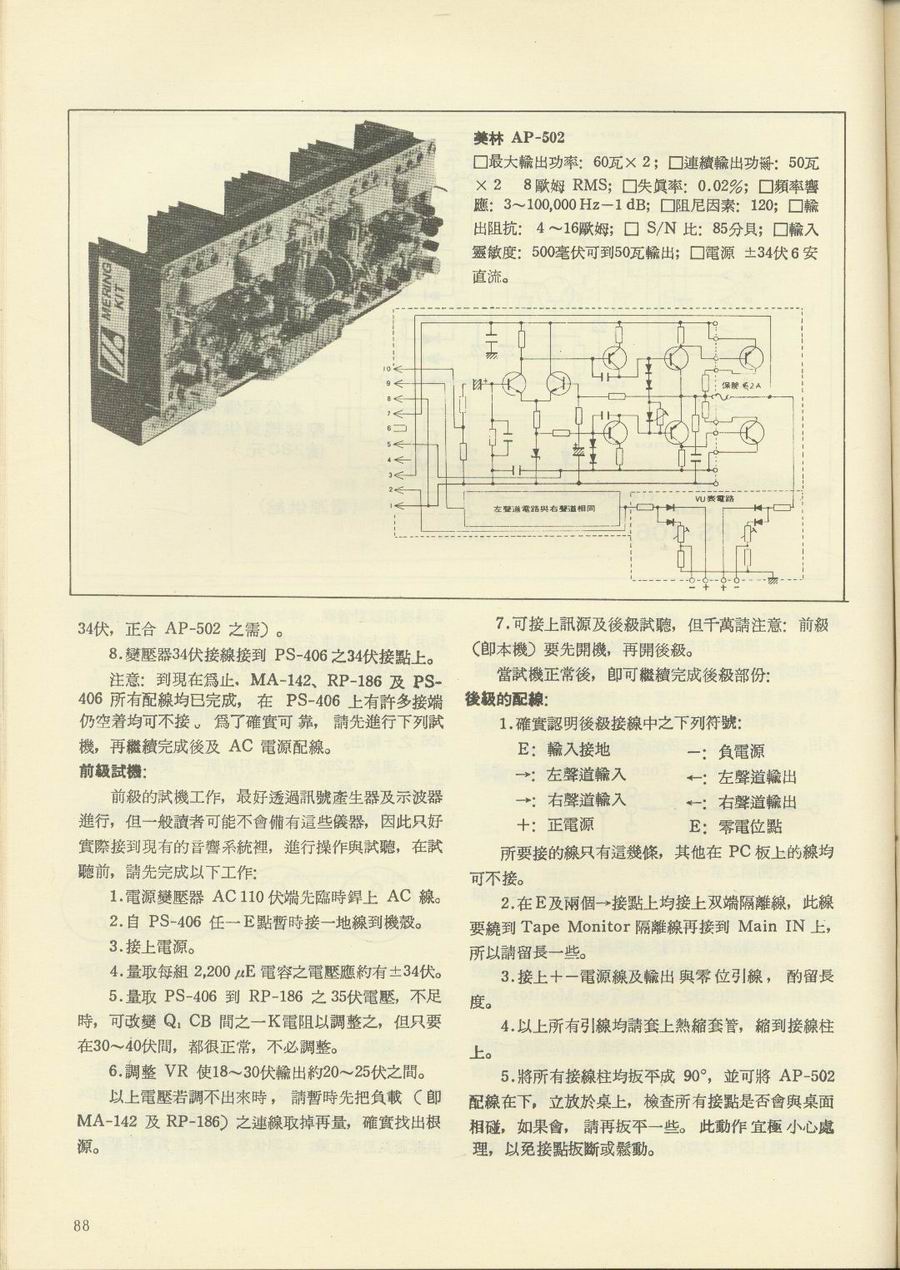 美林 AP-502
□最大輸出功率: 60瓦×2; □連續輸出功率: 50瓦
×2 8歐姆 RMS; □失眞率: 0.02%; □頻率響
應: 3～100,000 Hz－1 dB; □阻尼因素: 120; □輸
出阻抗: 4～16歐姆; □ S/N 比: 85分貝; □輸入
靈敏度: 500毫伏可到50瓦輸出; □電源 ±34伏6安
直流。
MERING
KIT
10
9
8
7
6
5
4
3
2
1
2A
左聲道電路與右聲道相同
VU表電路
− + + −
34伏，正合 AP-502 之需）。
8.變壓器34伏接線接到 PS-406之34伏接點上。
注意: 到現在爲止，MA-142、RP-186 及 PS-
406 所有配線均已完成，在 PS-406 上有許多接端
仍空着均可不接。爲了確實可靠，請先進行下列試
機，再繼續完成後及 AC 電源配線。
前級試機:
前級的試機工作，最好透過訊號產生器及示波器
進行，但一般讀者可能不會備有這些儀器，因此只好
實際接到現有的音響系統裡，進行操作與試聽，在試
聽前，請先完成以下工作:
1.電源變壓器 AC110伏端先臨時銲上 AC 線。
2.自 PS-406 任一E點暫時接一地線到機殼。
3.接上電源。
4.量取每組 2,200 μE 電容之電壓應約有±34伏。
5.量取 PS-406 到 RP-186 之35伏電壓，不足
時，可改變 Q₁ CB 間之一K電阻以調整之，但只要
在30～40伏間，都很正常，不必調整。
6.調整 VR 使18～30伏輸出約20～25伏之間。
以上電壓若調不出來時，請暫時先把負載（卽
MA-142 及 RP-186）之連線取掉再量，確實找出根
源。
7.可接上訊源及後級試聽，但千萬請注意: 前級
（卽本機）要先開機，再開後級。
當試機正常後，卽可繼續完成後級部份:
後級的配線:
1.確實認明後級接線中之下列符號:
E: 輸入接地 —: 負電源
→: 左聲道輸入 ←: 左聲道輸出
→: 右聲道輸入 ←: 右聲道輸出
＋: 正電源 E: 零電位點
所要接的線只有這幾條，其他在 PC 板上的線均
可不接。
2.在E及兩個→接點上均接上双端隔離線，此線
要繞到 Tape Monitor 隔離線再接到 Main IN 上，
所以請留長一些。
3.接上＋－電源線及輸出與零位引線，酌留長
度。
4.以上所有引線均請套上熱縮套管，縮到接線柱
上。
5.將所有接線柱均扳平成 90°，並可將 AP-502
配線在下，立放於桌上，檢查所有接點是否會與桌面
相碰，如果會，請再扳平一些。此動作宜極小心處
理，以免接點扳斷或鬆動。
88